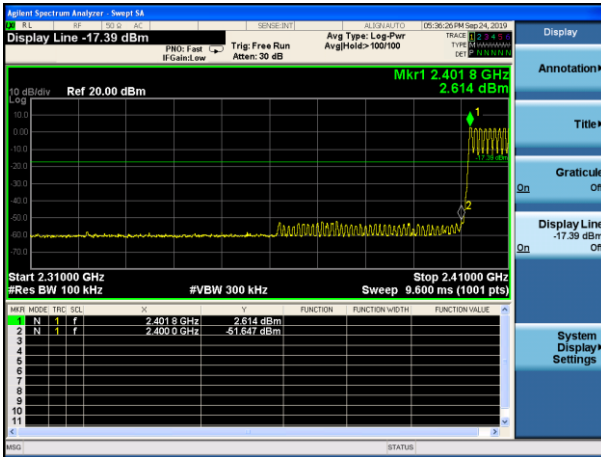 Agilent Spectrum Analyzer - Swept SA
RL RF 50 Ω AC SENSE:INT ALIGNAUTO 05:36:26 PM Sep 24, 2019
Display Line -17.39 dBm
PNO: Fast
IFGain:Low
Trig: Free Run
Atten: 30 dB
Avg Type: Log-Pwr
Avg|Hold>100/100
TRACE 1 2 3 4 5 6
TYPE M
DET P N N N N N
Mkr1 2.401 8 GHz
2.614 dBm
10 dB/div
Log
Ref 20.00 dBm
10.0
0.00
-10.0
-20.0
-30.0
-40.0
-50.0
-60.0
-70.0
1
-17.39 dBm
2
Start 2.31000 GHz
Stop 2.41000 GHz
#Res BW 100 kHz
#VBW 300 kHz
Sweep 9.600 ms (1001 pts)
MKR MODE TRC SCL X Y FUNCTION FUNCTION WIDTH FUNCTION VALUE
1 N 1 f 2.401 8 GHz 2.614 dBm
2 N 1 f 2.400 0 GHz -51.647 dBm
3
4
5
6
7
8
9
10
11
MSG
STATUS
Display
Annotation
Title
Graticule
On Off
Display Line
-17.39 dBm
On Off
System
Display
Settings